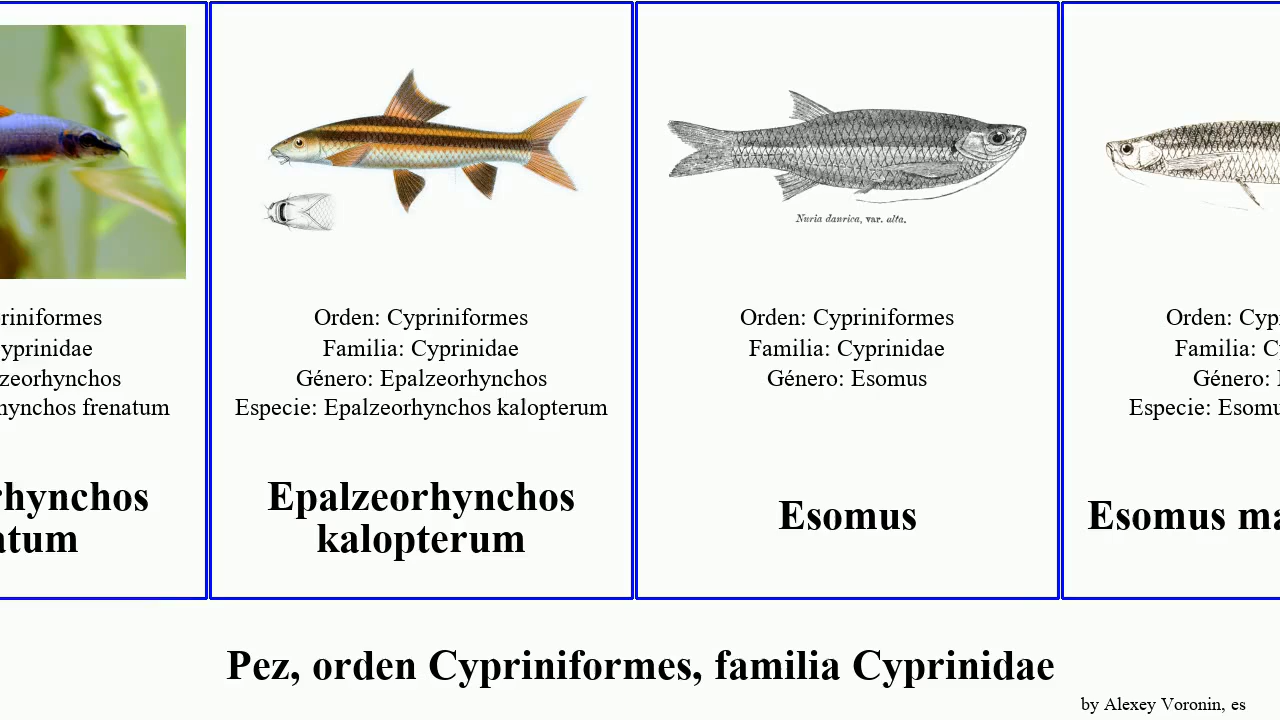 riniformes
yprinidae
zeorhynchos
hynchos frenatum
rhynchos
atum
Orden: Cypriniformes
Familia: Cyprinidae
Género: Epalzeorhynchos
Especie: Epalzeorhynchos kalopterum
Epalzeorhynchos
kalopterum
Nuria danrica, var. alta.
Orden: Cypriniformes
Familia: Cyprinidae
Género: Esomus
Esomus
Orden: Cyp
Familia: C
Género:
Especie: Esomu
Esomus ma
Pez, orden Cypriniformes, familia Cyprinidae
by Alexey Voronin, es